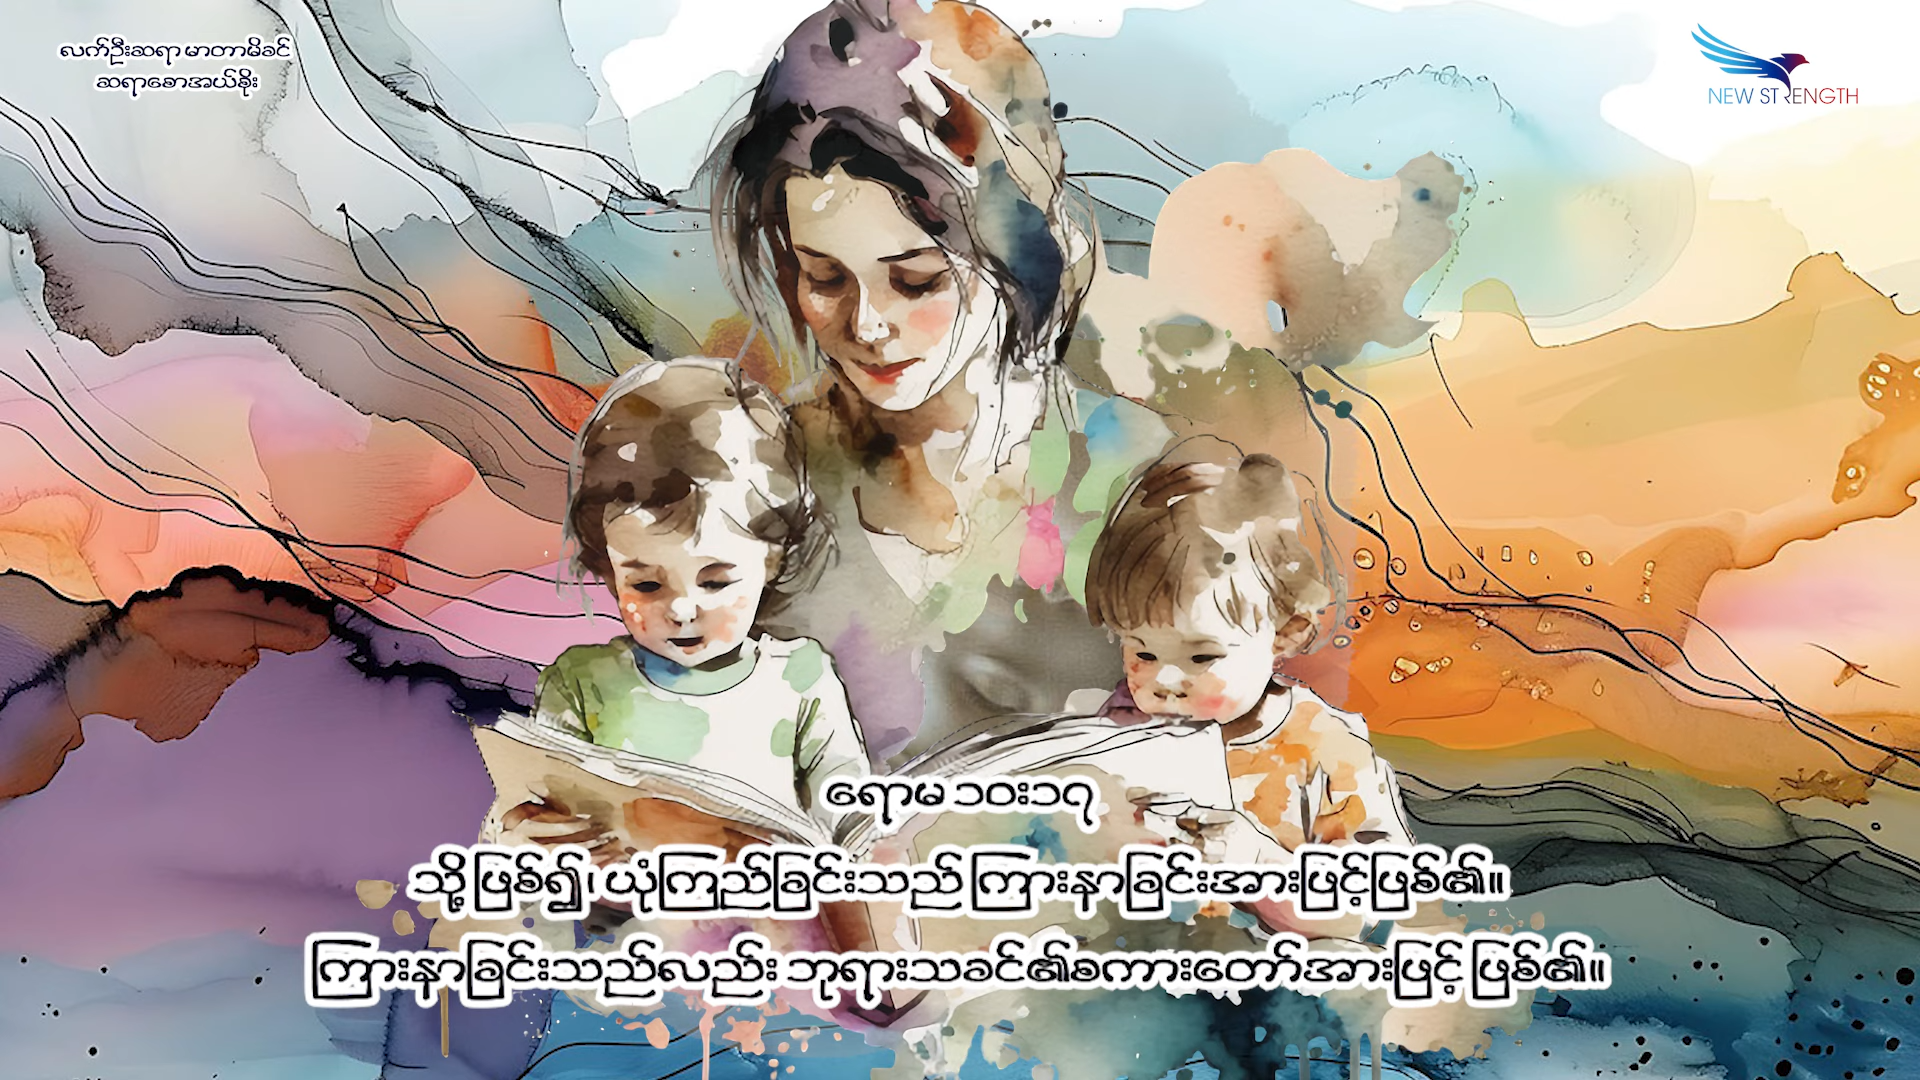 လက်ဦးဆရာ မာတာမိခင်
ဆရာစောအယ်ခိုး
NEW STRENGTH
ရောမ ၁၀း၁၇
သို့ ဖြစ်၍၊ ယုံကြည်ခြင်းသည် ကြားနာခြင်းအားဖြင့်ဖြစ်၏။
ကြားနာခြင်းသည်လည်း ဘုရားသခင်၏စကားတော်အားဖြင့် ဖြစ်၏။